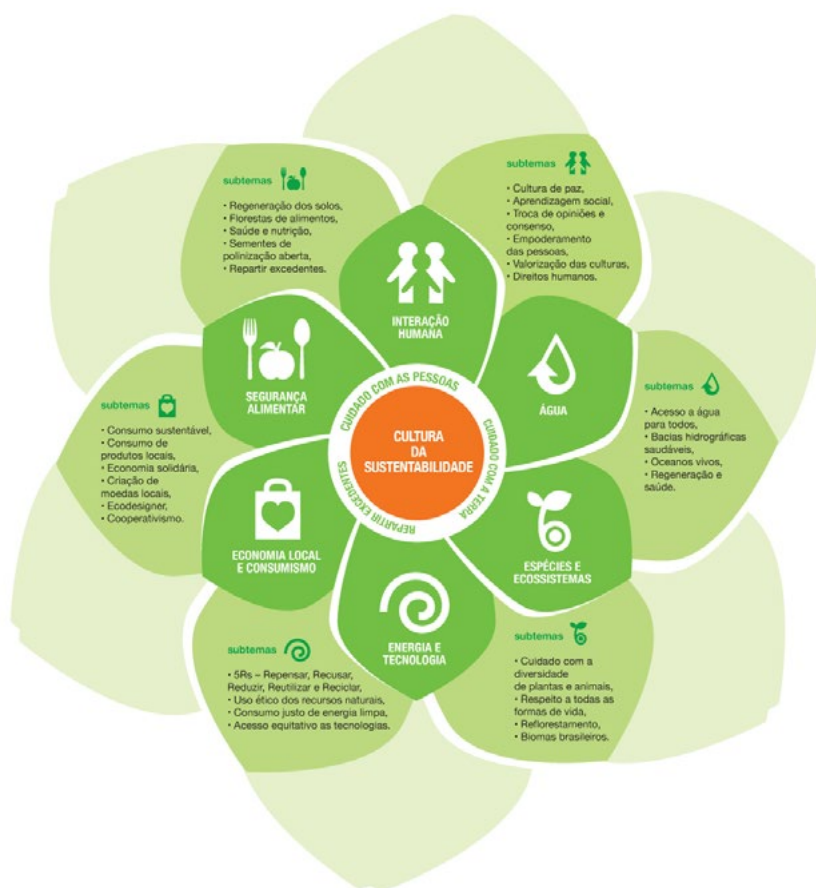 subtemas
• Regeneração dos solos,
• Florestas de alimentos,
• Saúde e nutrição,
• Sementes de
polinização aberta,
• Repartir excedentes.
subtemas
• Cultura de paz,
• Aprendizagem social,
• Troca de opiniões e
consenso,
• Empoderamento
das pessoas,
• Valorização das culturas,
• Direitos humanos.
INTERAÇÃO
HUMANA
SEGURANÇA
ALIMENTAR
ÁGUA
CUIDADO COM AS PESSOAS
CUIDADO COM A TERRA
REPARTIR EXCEDENTES
CULTURA
DA
SUSTENTABILIDADE
subtemas
• Consumo sustentável,
• Consumo de
produtos locais,
• Economia solidária,
• Criação de
moedas locais,
• Ecodesigner,
• Cooperativismo.
subtemas
• Acesso a água
para todos,
• Bacias hidrográficas
saudáveis,
• Oceanos vivos,
• Regeneração e
saúde.
ECONOMIA LOCAL
E CONSUMISMO
ESPÉCIES E
ECOSSISTEMAS
ENERGIA E
TECNOLOGIA
subtemas
• 5Rs – Repensar, Recusar,
Reduzir, Reutilizar e Reciclar,
• Uso ético dos recursos naturais,
• Consumo justo de energia limpa,
• Acesso equitativo as tecnologias.
subtemas
• Cuidado com a
diversidade
de plantas e animais,
• Respeito a todas as
formas de vida,
• Reflorestamento,
• Biomas brasileiros.